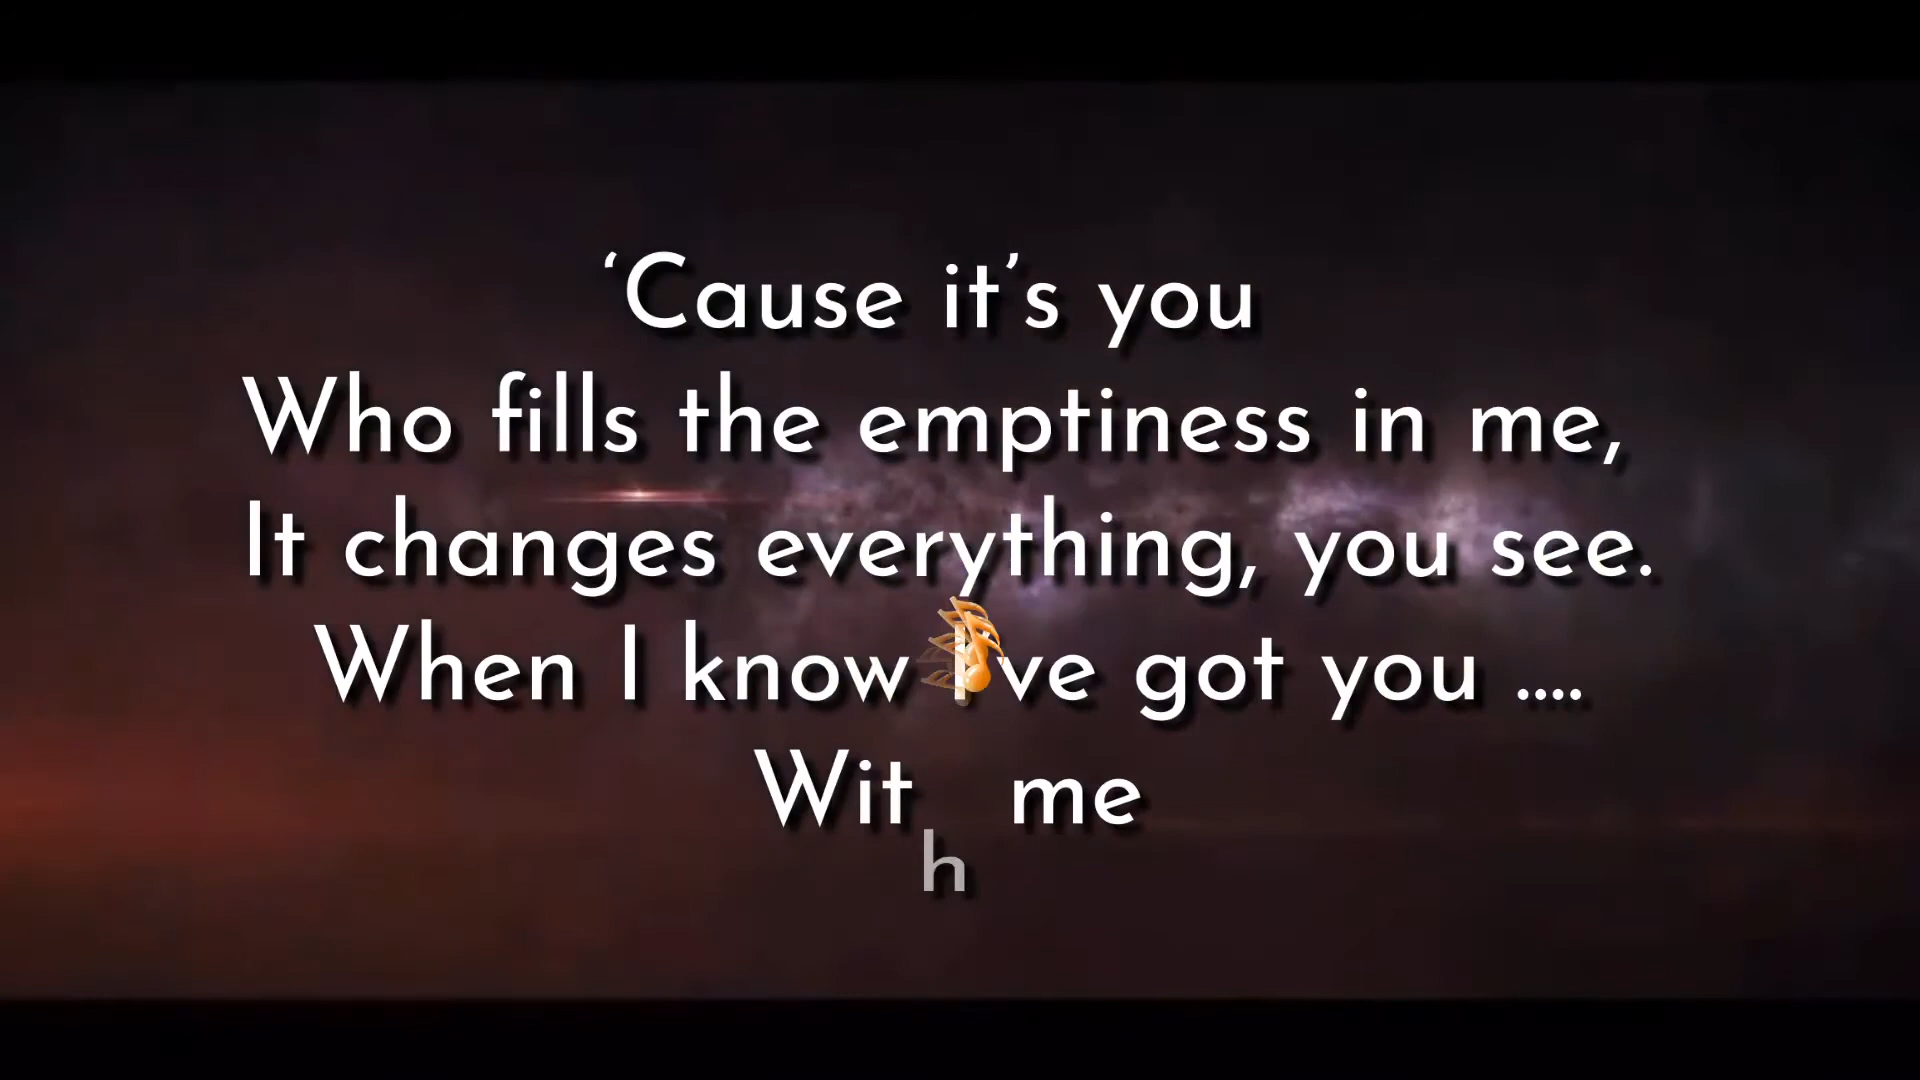 ‘Cause it’s you
Who fills the emptiness in me,
It changes everything, you see.
When I know I've got you ....
With me